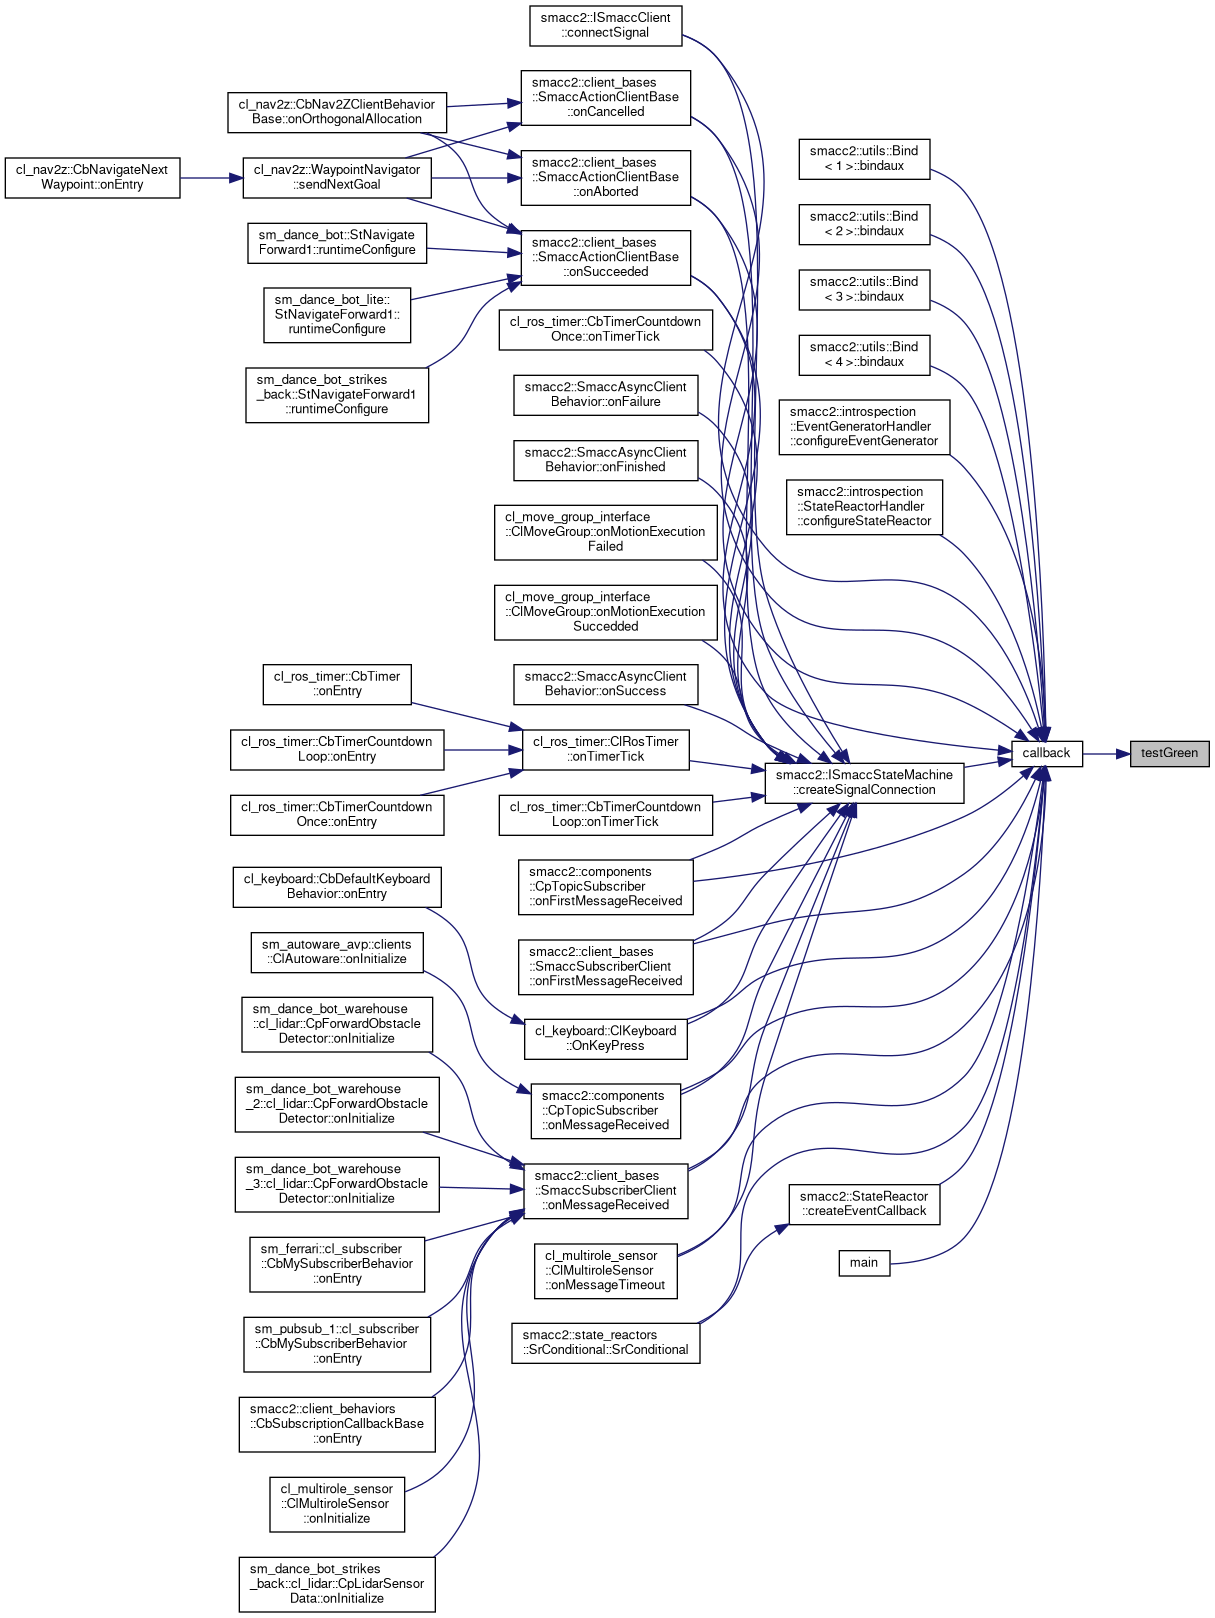 smacc2::ISmaccClient
::connectSignal
smacc2::client_bases
::SmaccActionClientBase
::onCancelled
cl_nav2z::CbNav2ZClientBehavior
Base::onOrthogonalAllocation
smacc2::utils::Bind
< 1 >::bindaux
smacc2::client_bases
::SmaccActionClientBase
::onAborted
cl_nav2z::CbNavigateNext
Waypoint::onEntry
cl_nav2z::WaypointNavigator
::sendNextGoal
smacc2::utils::Bind
< 2 >::bindaux
sm_dance_bot::StNavigate
Forward1::runtimeConfigure
smacc2::client_bases
::SmaccActionClientBase
::onSucceeded
smacc2::utils::Bind
< 3 >::bindaux
sm_dance_bot_lite::
StNavigateForward1::
runtimeConfigure
cl_ros_timer::CbTimerCountdown
Once::onTimerTick
smacc2::utils::Bind
< 4 >::bindaux
sm_dance_bot_strikes
_back::StNavigateForward1
::runtimeConfigure
smacc2::SmaccAsyncClient
Behavior::onFailure
smacc2::introspection
::EventGeneratorHandler
::configureEventGenerator
smacc2::SmaccAsyncClient
Behavior::onFinished
smacc2::introspection
::StateReactorHandler
::configureStateReactor
cl_move_group_interface
::ClMoveGroup::onMotionExecution
Failed
cl_move_group_interface
::ClMoveGroup::onMotionExecution
Succedded
cl_ros_timer::CbTimer
::onEntry
smacc2::SmaccAsyncClient
Behavior::onSuccess
cl_ros_timer::CbTimerCountdown
Loop::onEntry
cl_ros_timer::ClRosTimer
::onTimerTick
callback
testGreen
smacc2::ISmaccStateMachine
::createSignalConnection
cl_ros_timer::CbTimerCountdown
Once::onEntry
cl_ros_timer::CbTimerCountdown
Loop::onTimerTick
cl_keyboard::CbDefaultKeyboard
Behavior::onEntry
smacc2::components
::CpTopicSubscriber
::onFirstMessageReceived
sm_autoware_avp::clients
::ClAutoware::onInitialize
smacc2::client_bases
::SmaccSubscriberClient
::onFirstMessageReceived
sm_dance_bot_warehouse
::cl_lidar::CpForwardObstacle
Detector::onInitialize
cl_keyboard::ClKeyboard
::OnKeyPress
sm_dance_bot_warehouse
_2::cl_lidar::CpForwardObstacle
Detector::onInitialize
smacc2::components
::CpTopicSubscriber
::onMessageReceived
sm_dance_bot_warehouse
_3::cl_lidar::CpForwardObstacle
Detector::onInitialize
smacc2::client_bases
::SmaccSubscriberClient
::onMessageReceived
smacc2::StateReactor
::createEventCallback
sm_ferrari::cl_subscriber
::CbMySubscriberBehavior
::onEntry
cl_multirole_sensor
::ClMultiroleSensor
::onMessageTimeout
main
sm_pubsub_1::cl_subscriber
::CbMySubscriberBehavior
::onEntry
smacc2::state_reactors
::SrConditional::SrConditional
smacc2::client_behaviors
::CbSubscriptionCallbackBase
::onEntry
cl_multirole_sensor
::ClMultiroleSensor
::onInitialize
sm_dance_bot_strikes
_back::cl_lidar::CpLidarSensor
Data::onInitialize